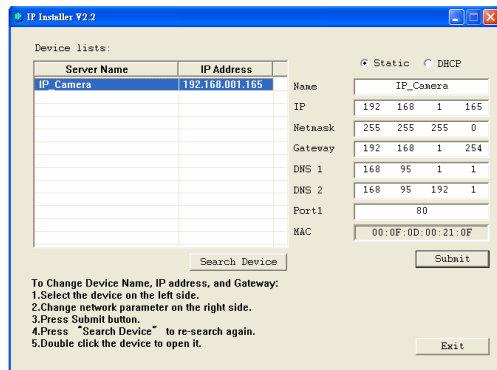 IP Installer V2.2
Device lists:
Server Name IP Address
IP_Camera 192.168.001.165
Static DHCP
Name IP_Camera
IP 192 168 1 165
Netmask 255 255 255 0
Gateway 192 168 1 254
DNS 1 168 95 1 1
DNS 2 168 95 192 1
Port1 80
MAC 00:0F:0D:00:21:0F
Search Device Submit
To Change Device Name, IP address, and Gateway:
1.Select the device on the left side.
2.Change network parameter on the right side.
3.Press Submit button.
4.Press “Search Device” to re-search again.
5.Double click the device to open it.
Exit